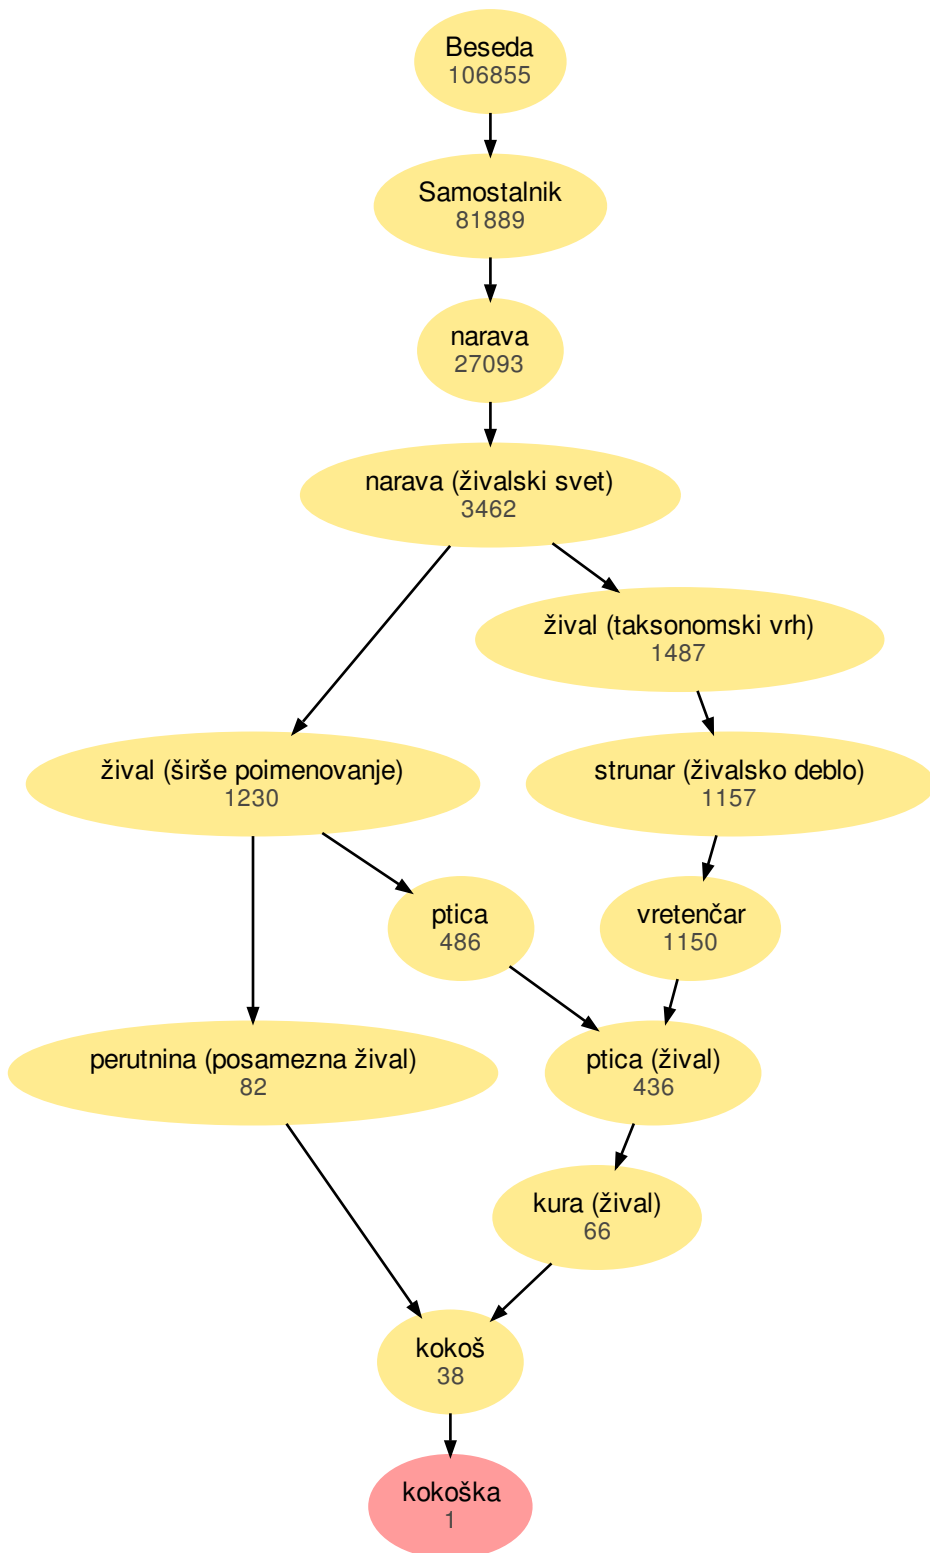 Beseda
106855
Samostalnik
81889
narava
27093
narava (živalski svet)
3462
žival (taksonomski vrh)
1487
žival (širše poimenovanje)
1230
strunar (živalsko deblo)
1157
ptica
486
vretenčar
1150
perutnina (posamezna žival)
82
ptica (žival)
436
kura (žival)
66
kokoš
38
kokoška
1